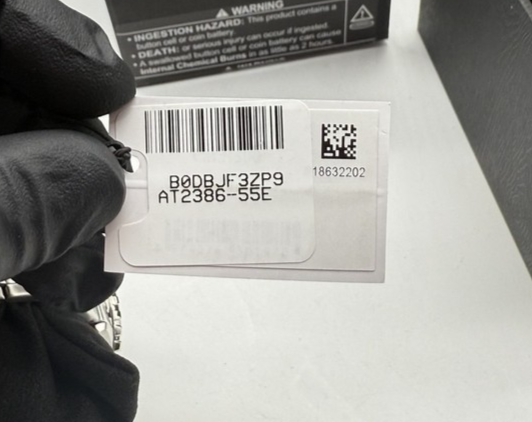 WARNING
• INGESTION HAZARD: This product contains a
button cell or coin battery.
• DEATH: or serious injury can occur if ingested.
• A swallowed button cell or coin battery can cause
Internal Chemical Burns in as little as 2 hours.
18632202
B0DBJF3ZP9
AT2386-55E